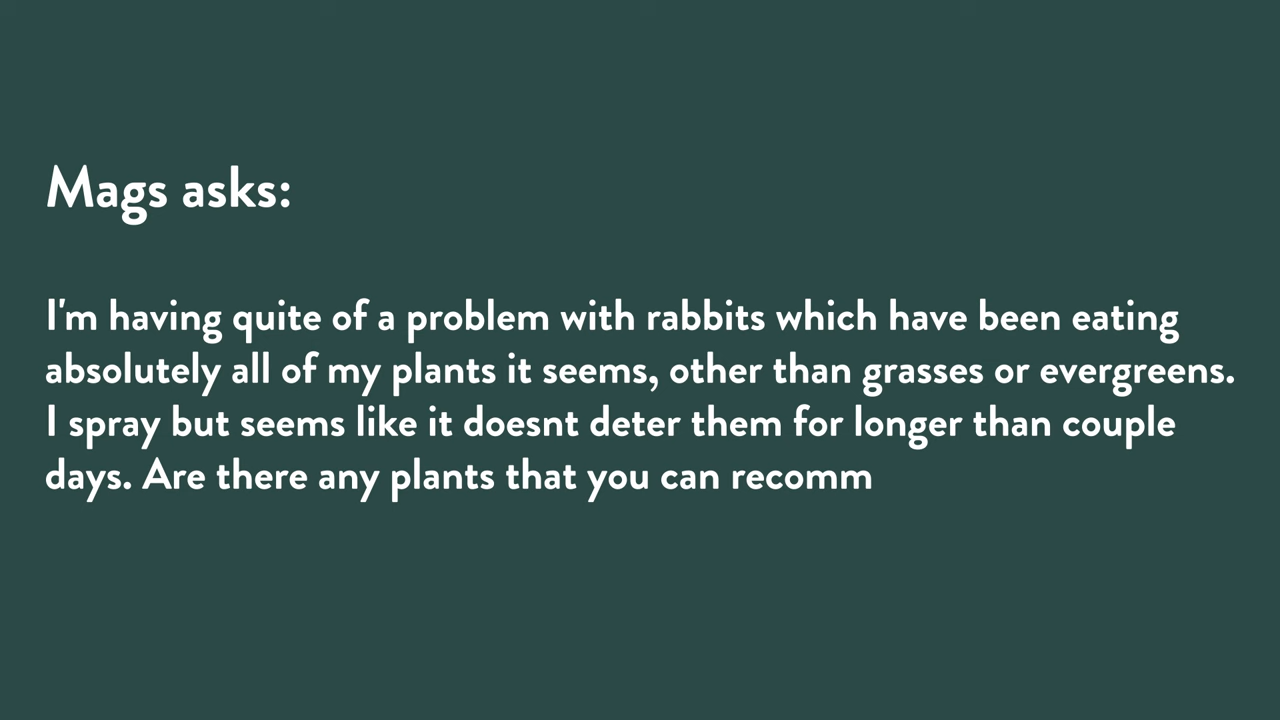 Mags asks:
I'm having quite of a problem with rabbits which have been eating
absolutely all of my plants it seems, other than grasses or evergreens.
I spray but seems like it doesnt deter them for longer than couple
days. Are there any plants that you can recomm